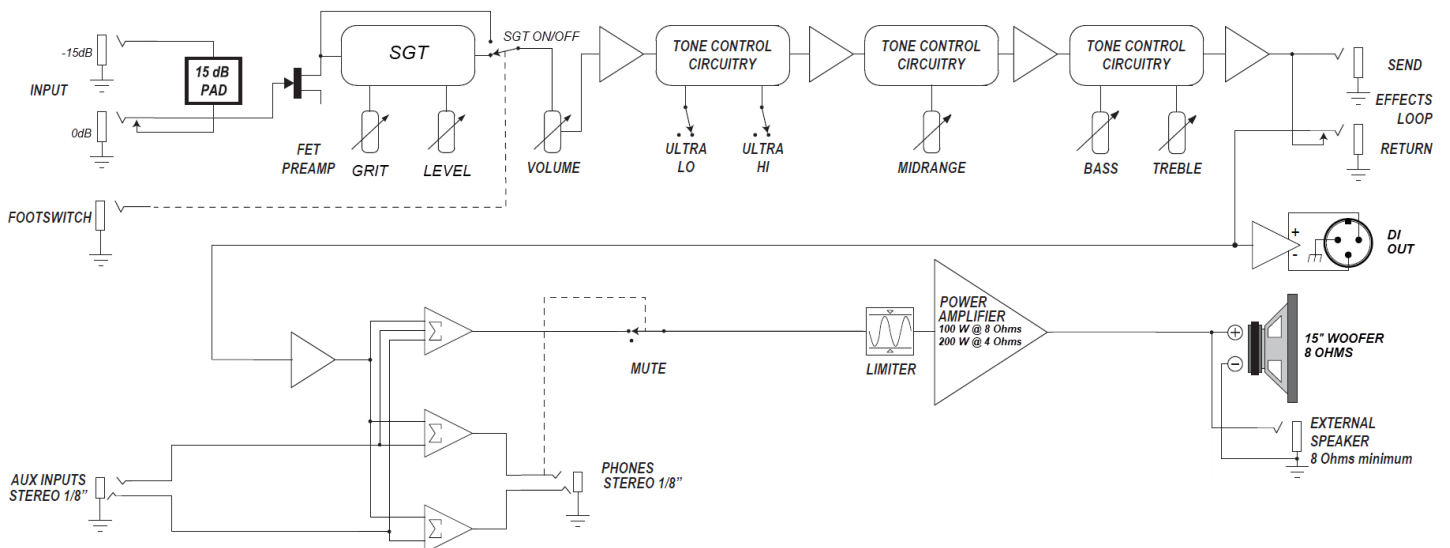 -15dB
INPUT
0dB
15 dB
PAD
FET
PREAMP
SGT
SGT ON/OFF
GRIT
LEVEL
VOLUME
TONE CONTROL
CIRCUITRY
ULTRA
LO
ULTRA
HI
TONE CONTROL
CIRCUITRY
MIDRANGE
TONE CONTROL
CIRCUITRY
BASS
TREBLE
SEND
EFFECTS
LOOP
RETURN
FOOTSWITCH
+
-
DI
OUT
Σ
MUTE
LIMITER
POWER
AMPLIFIER
100 W @ 8 Ohms
200 W @ 4 Ohms
+
−
15" WOOFER
8 OHMS
EXTERNAL
SPEAKER
8 Ohms minimum
Σ
AUX INPUTS
STEREO 1/8”
PHONES
STEREO 1/8”
Σ